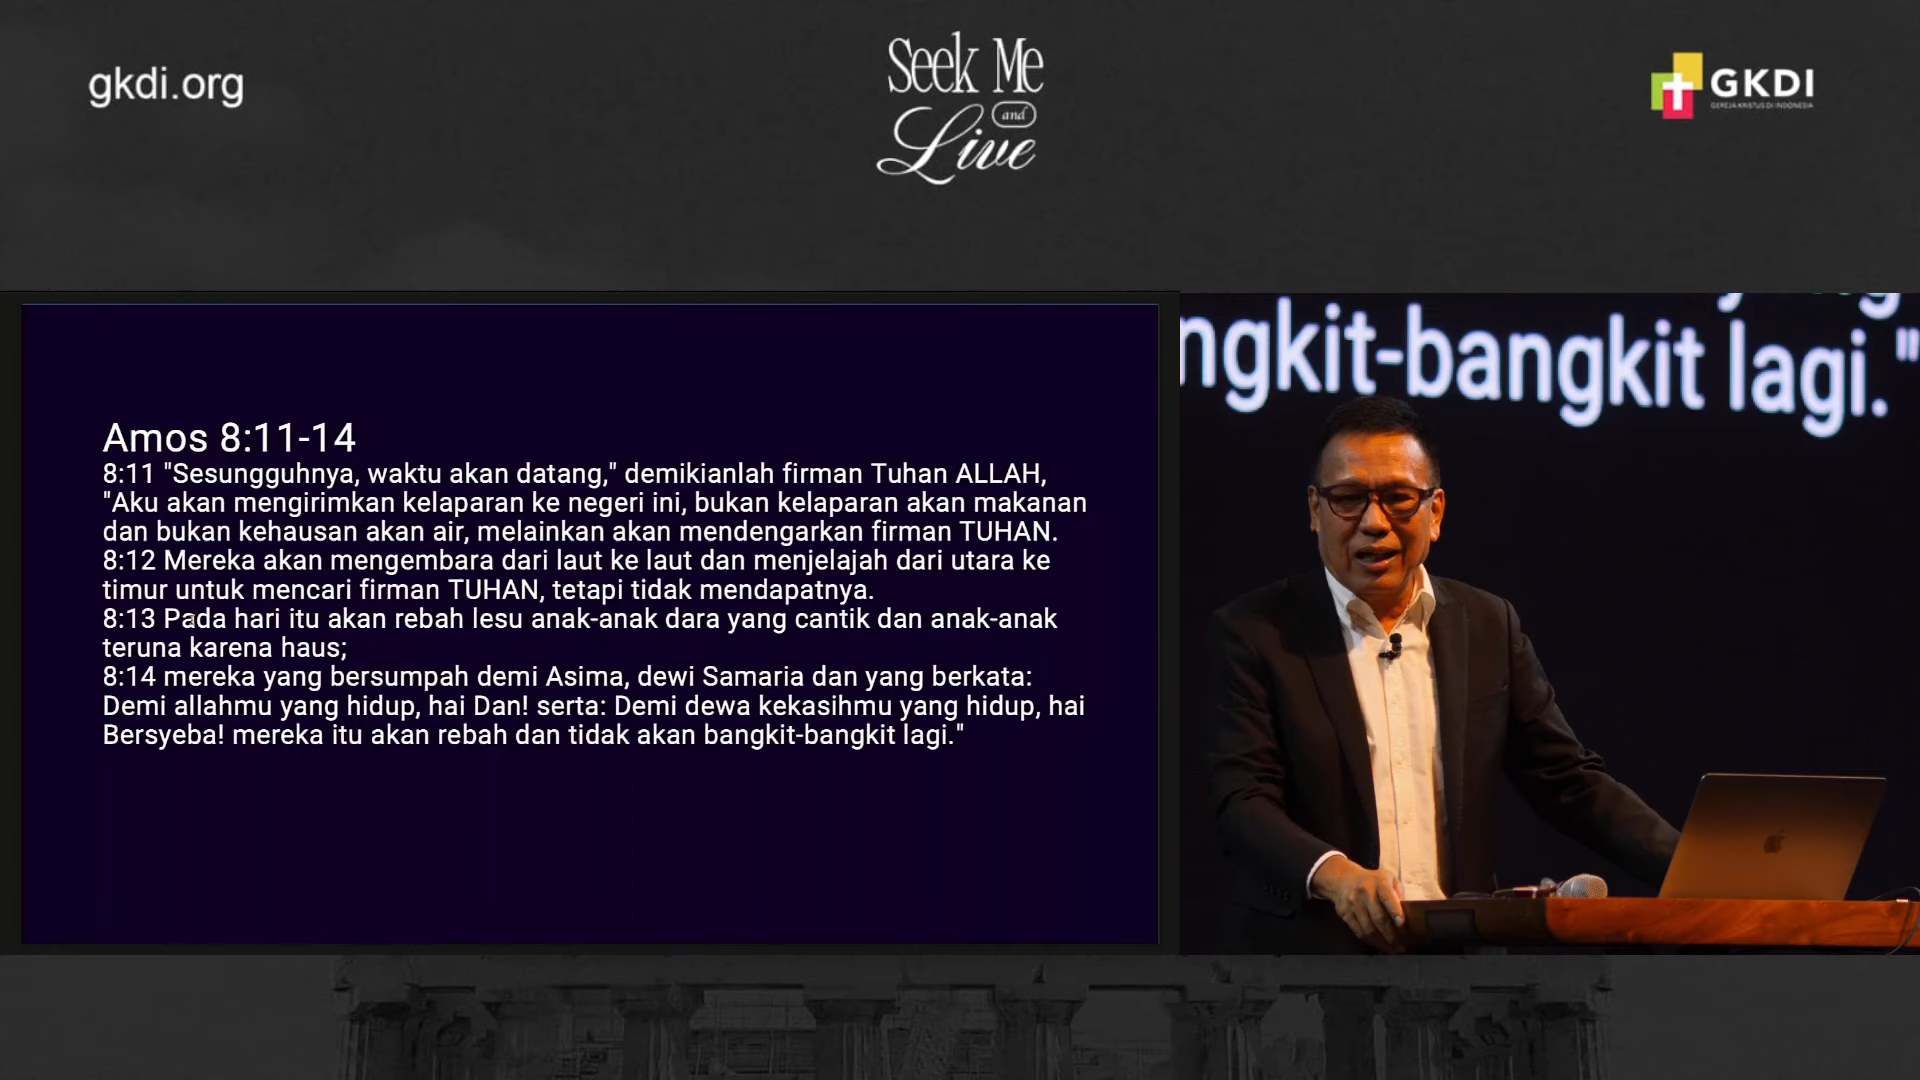 gkdi.org
Seek Me
and
Live
GKDI
GEREJA KRISTUS DI INDONESIA
Amos 8:11-14
8:11 "Sesungguhnya, waktu akan datang," demikianlah firman Tuhan ALLAH,
"Aku akan mengirimkan kelaparan ke negeri ini, bukan kelaparan akan makanan
dan bukan kehausan akan air, melainkan akan mendengarkan firman TUHAN.
8:12 Mereka akan mengembara dari laut ke laut dan menjelajah dari utara ke
timur untuk mencari firman TUHAN, tetapi tidak mendapatnya.
8:13 Pada hari itu akan rebah lesu anak-anak dara yang cantik dan anak-anak
teruna karena haus;
8:14 mereka yang bersumpah demi Asima, dewi Samaria dan yang berkata:
Demi allahmu yang hidup, hai Dan! serta: Demi dewa kekasihmu yang hidup, hai
Bersyeba! mereka itu akan rebah dan tidak akan bangkit-bangkit lagi."
ngkit-bangkit lagi."